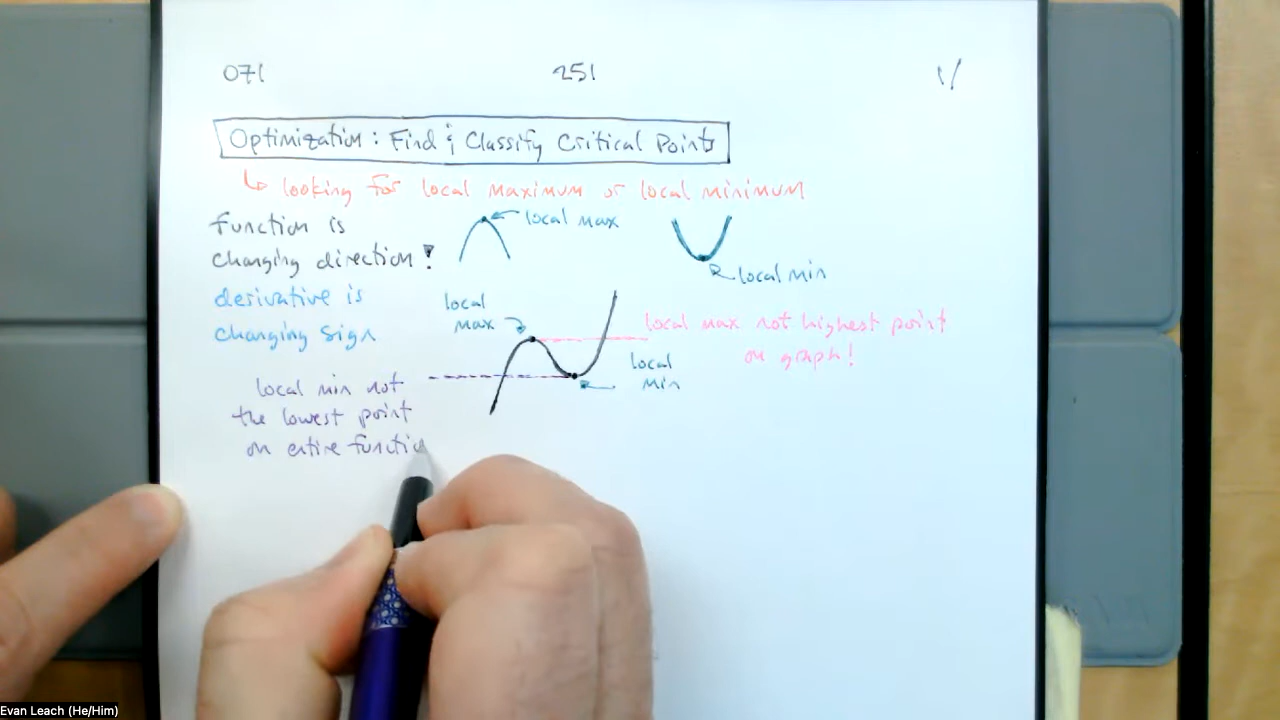 071 251 1/
Optimization: Find & Classify Critical Points
↳ looking for local maximum or local minimum
function is
changing direction!
local max
local min
derivative is
changing sign
local
max
local max not highest point
on graph!
local
min
local min not
the lowest point
on entire functio
Evan Leach (He/Him)